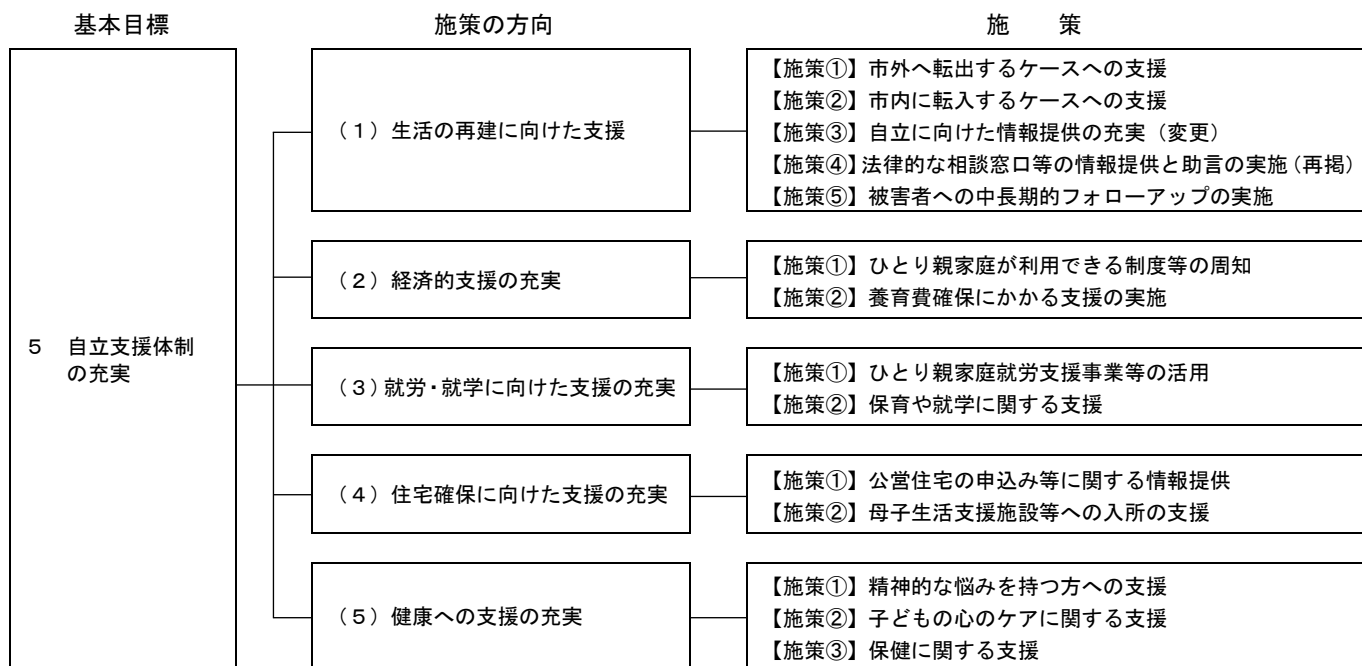 基本目標
施策の方向
施　　策
５　自立支援体制
の充実
（１）生活の再建に向けた支援
【施策①】市外へ転出するケースへの支援
【施策②】市内に転入するケースへの支援
【施策③】自立に向けた情報提供の充実（変更）
【施策④】法律的な相談窓口等の情報提供と助言の実施（再掲）
【施策⑤】被害者への中長期的フォローアップの実施
（２）経済的支援の充実
【施策①】ひとり親家庭が利用できる制度等の周知
【施策②】養育費確保にかかる支援の実施
（３）就労・就学に向けた支援の充実
【施策①】ひとり親家庭就労支援事業等の活用
【施策②】保育や就学に関する支援
（４）住宅確保に向けた支援の充実
【施策①】公営住宅の申込み等に関する情報提供
【施策②】母子生活支援施設等への入所の支援
（５）健康への支援の充実
【施策①】精神的な悩みを持つ方への支援
【施策②】子どもの心のケアに関する支援
【施策③】保健に関する支援